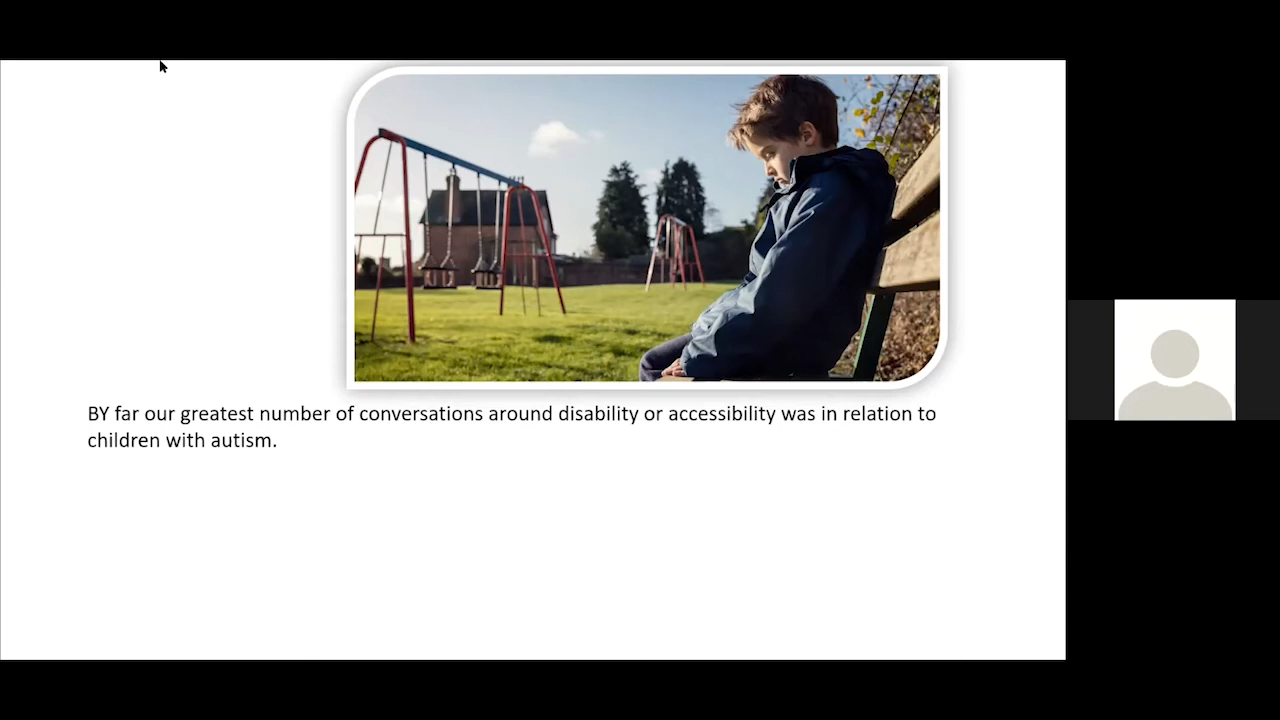 BY far our greatest number of conversations around disability or accessibility was in relation to
children with autism.